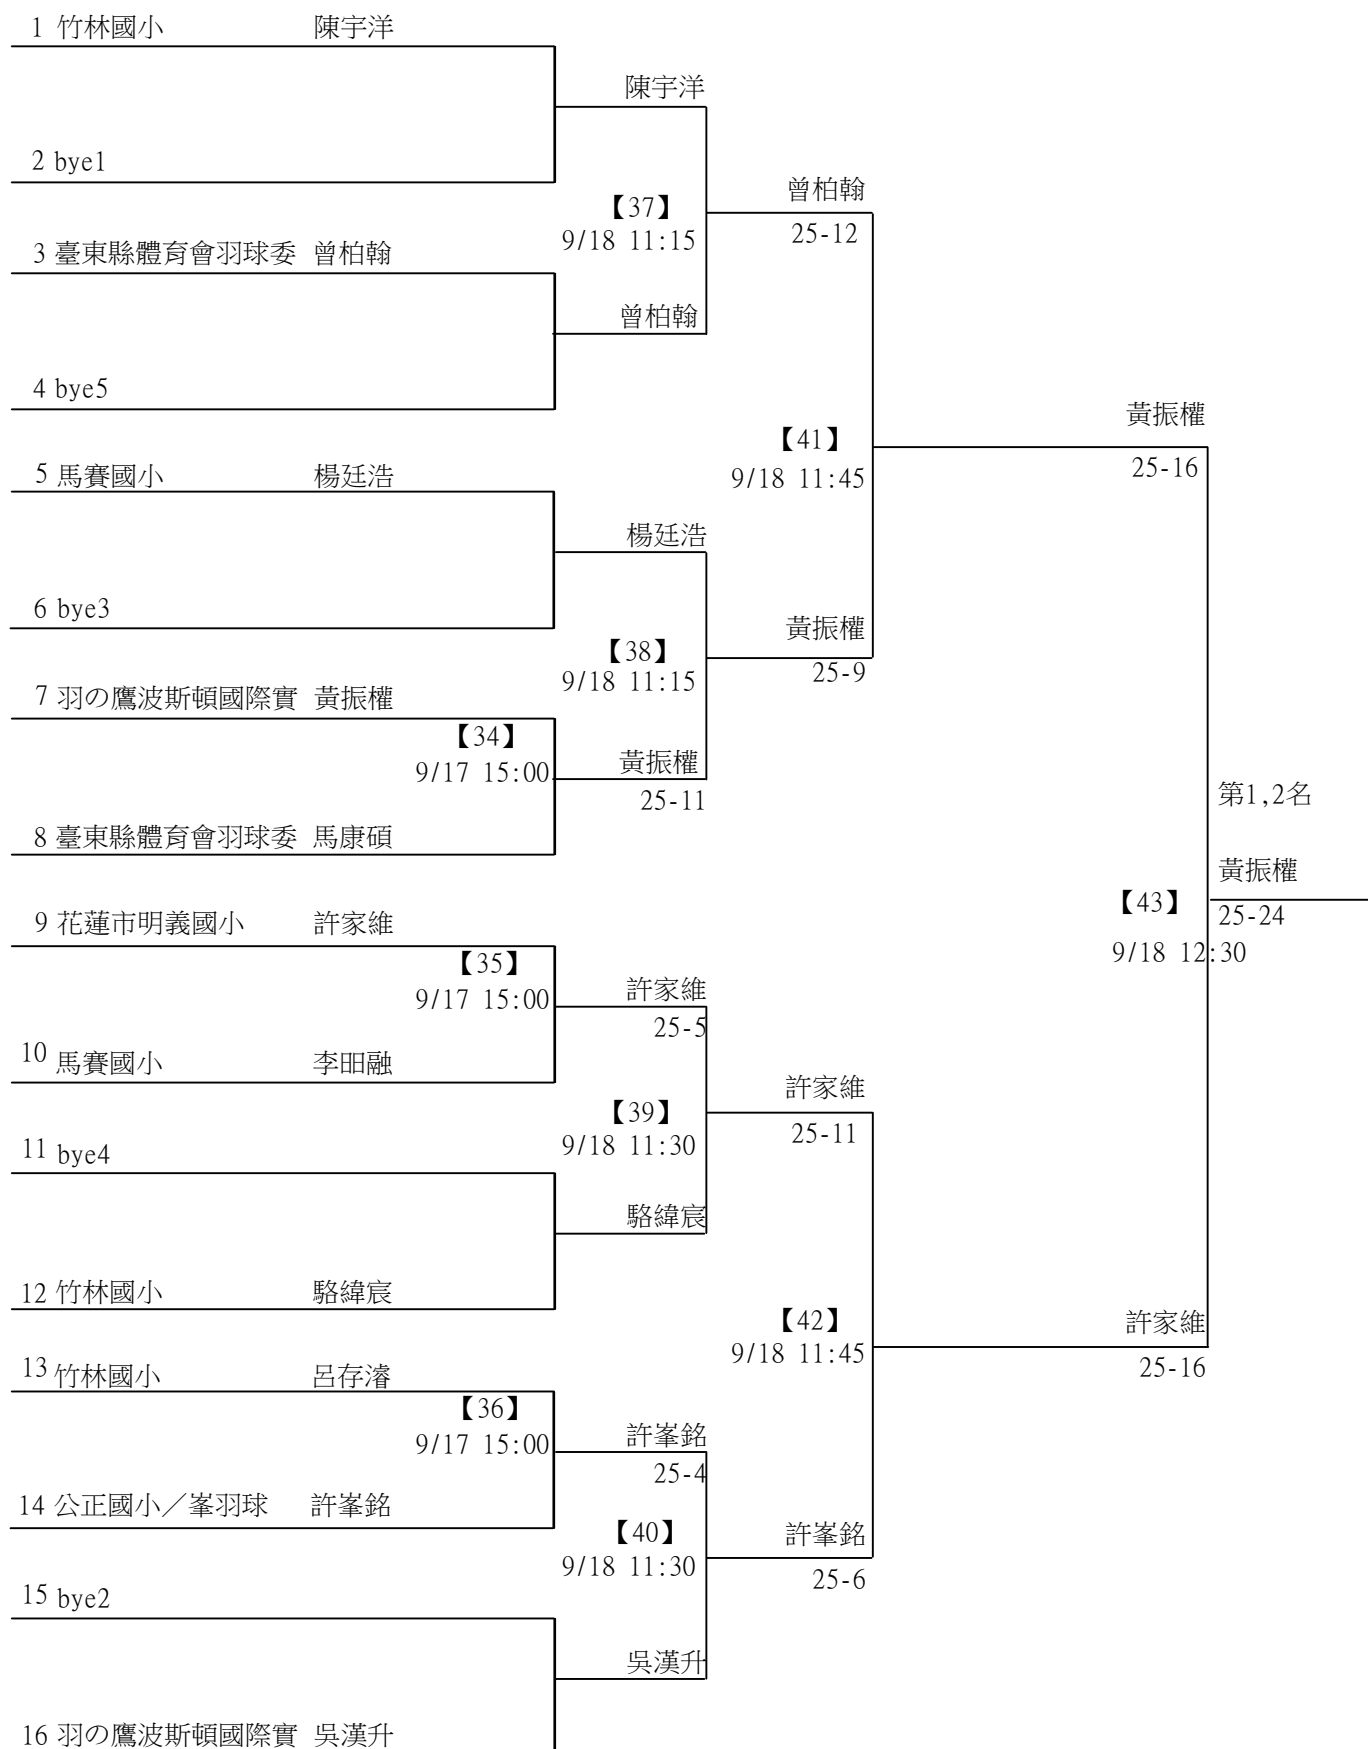 1 竹林國小 陳宇洋
陳宇洋
2 bye1
曾柏翰
【37】
25-12
9/18 11:15
3 臺東縣體育會羽球委 曾柏翰
曾柏翰
4 bye5
黃振權
【41】
25-16
9/18 11:45
5 馬賽國小 楊廷浩
楊廷浩
6 bye3
黃振權
【38】
25-9
9/18 11:15
7 羽の鷹波斯頓國際實 黃振權
【34】
9/17 15:00
黃振權
25-11
第1,2名
8 臺東縣體育會羽球委 馬康碩
黃振權
【43】
25-24
9/18 12:30
9 花蓮市明義國小 許家維
【35】
9/17 15:00
許家維
25-5
10 馬賽國小 李昭融
許家維
【39】
25-11
9/18 11:30
11 bye4
駱緯宸
12 竹林國小 駱緯宸
【42】
9/18 11:45
許家維
25-16
13 竹林國小 呂存濬
【36】
9/17 15:00
許峯銘
25-4
14 公正國小／峯羽球 許峯銘
【40】
9/18 11:30
許峯銘
25-6
15 bye2
吳漢升
16 羽の鷹波斯頓國際實 吳漢升